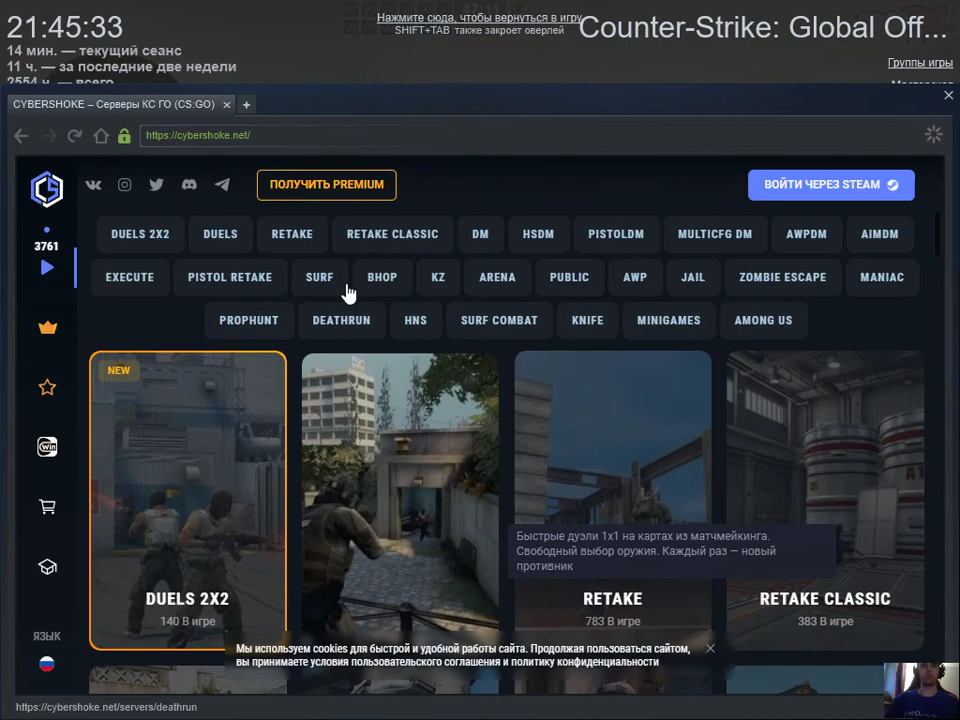 21:45:33
14 мин. — текущий сеанс
11 ч. — за последние две недели
2554 ч. — всего
Нажмите сюда, чтобы вернуться в игру
SHIFT+TAB также закроет оверлей
Counter-Strike: Global Off...
Группы игры
Мастерская
CYBERSHOKE – Серверы КС ГО (CS:GO)
https://cybershoke.net/
ПОЛУЧИТЬ PREMIUM
ВОЙТИ ЧЕРЕЗ STEAM
3761
DUELS 2X2 DUELS RETAKE RETAKE CLASSIC DM HSDM PISTOLDM MULTICFG DM AWPDM AIMDM
EXECUTE PISTOL RETAKE SURF BHOP KZ ARENA PUBLIC AWP JAIL ZOMBIE ESCAPE MANIAC
PROPHUNT DEATHRUN HNS SURF COMBAT KNIFE MINIGAMES AMONG US
NEW
Win
Быстрые дуэли 1x1 на картах из матчмейкинга.
Свободный выбор оружия. Каждый раз — новый
противник
DUELS 2X2
140 В игре
RETAKE
783 В игре
RETAKE CLASSIC
383 В игре
ЯЗЫК
Мы используем cookies для быстрой и удобной работы сайта. Продолжая пользоваться сайтом,
вы принимаете условия пользовательского соглашения и политику конфиденциальности
https://cybershoke.net/servers/deathrun